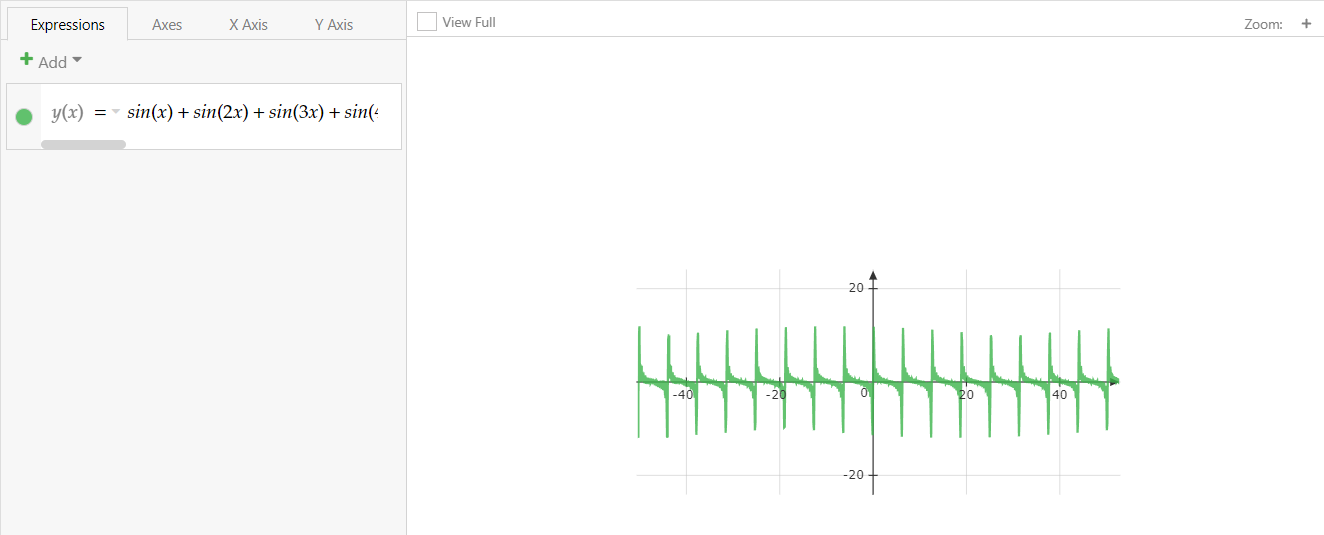 Expressions Axes X Axis Y Axis
View Full Zoom: +
Add
y(x) = sin(x) + sin(2x) + sin(3x) + sin(4
20
-40 -20 0 20 40
-20